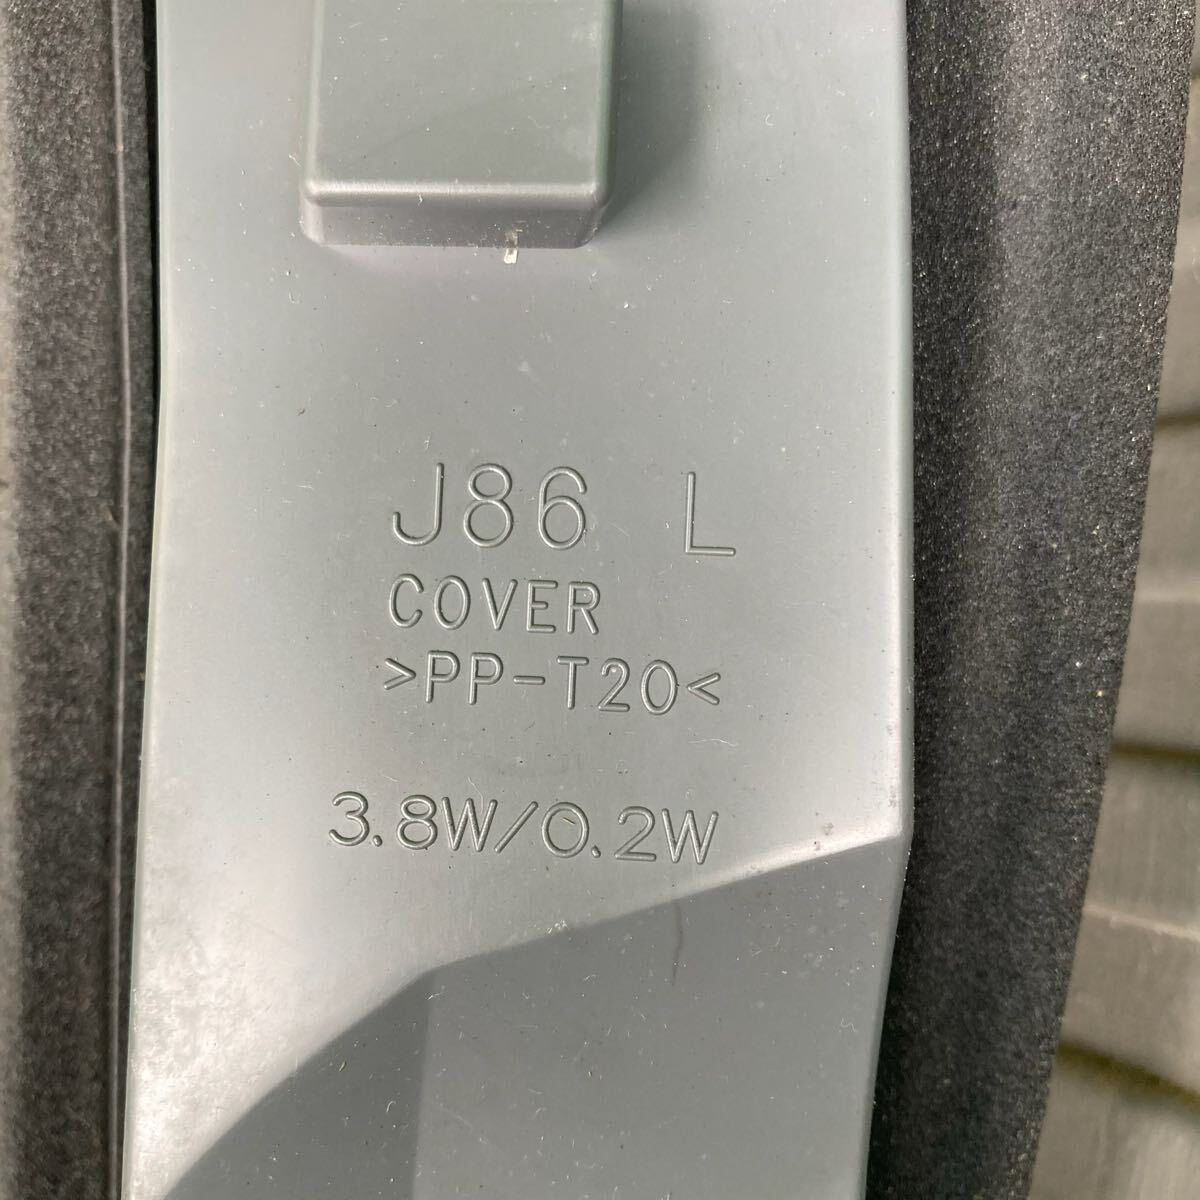 J86 L
COVER
>PP-T20<
3.8W/0.2W